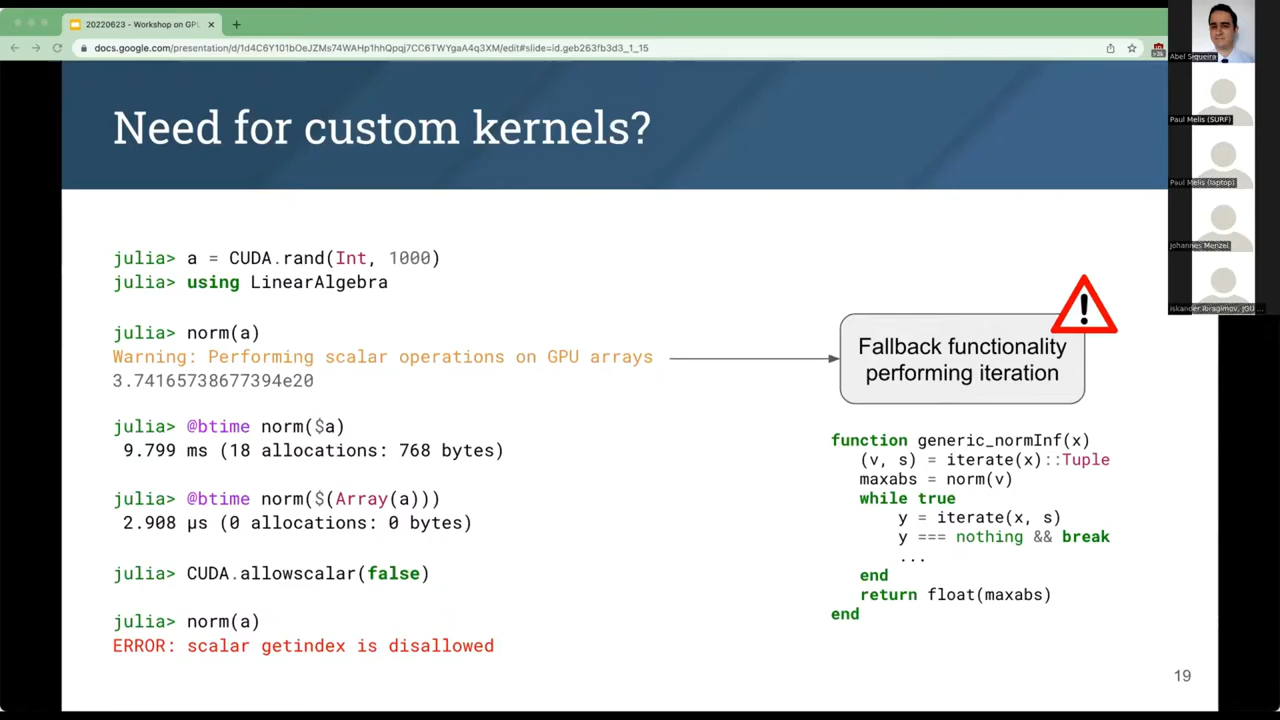 20220623 - Workshop on GPU
docs.google.com/presentation/d/1d4C6Y101bOeJZMs74WAHp1hhQpqj7CC6TWYgaA4q3XM/edit#slide=id.geb263fb3d3_1_15
Abel Siqueira
Paul Melis (SURF)
Paul Melis (laptop)
Johannes Menzel
Iskander Ibragimov, JGU ...
Need for custom kernels?
julia> a = CUDA.rand(Int, 1000)
julia> using LinearAlgebra
julia> norm(a)
Warning: Performing scalar operations on GPU arrays
3.74165738677394e20
julia> @btime norm($a)
9.799 ms (18 allocations: 768 bytes)
julia> @btime norm($(Array(a)))
2.908 µs (0 allocations: 0 bytes)
julia> CUDA.allowscalar(false)
julia> norm(a)
ERROR: scalar getindex is disallowed
Fallback functionality
performing iteration
function generic_normInf(x)
(v, s) = iterate(x)::Tuple
maxabs = norm(v)
while true
y = iterate(x, s)
y === nothing && break
...
end
return float(maxabs)
end
19